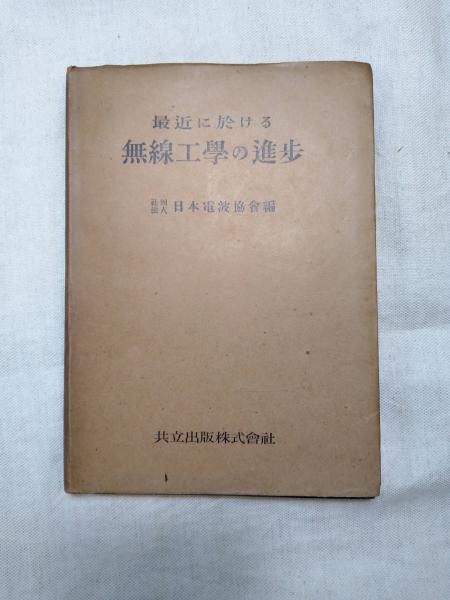 最近に於ける
無線工學の進步
社團法人 日本電波協會編
共立出版株式會社